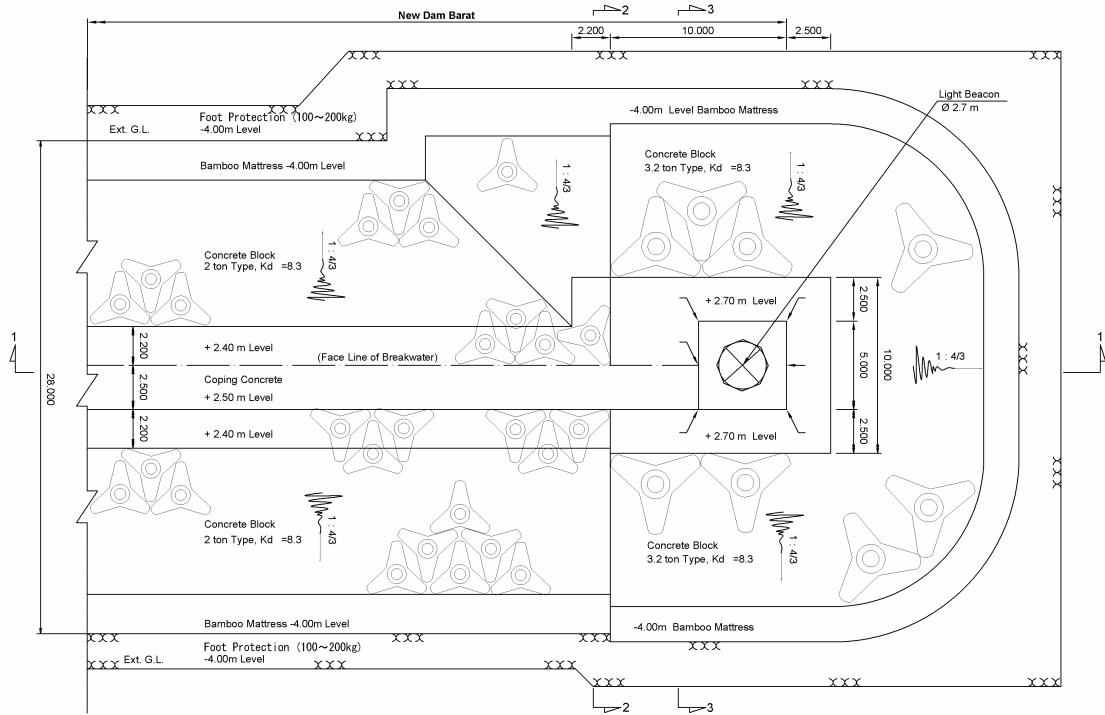 2
3
New Dam Barat
2.200
10.000
2.500
Light Beacon
Ø 2.7 m
Foot Protection (100～200kg)
Ext. G.L.
-4.00m Level
-4.00m Level Bamboo Mattress
Bamboo Mattress -4.00m Level
Concrete Block
3.2 ton Type, Kd =8.3
1 : 4/3
1 : 4/3
Concrete Block
2 ton Type, Kd =8.3
1 : 4/3
+ 2.70 m Level
2.500
1
2.200
+ 2.40 m Level
(Face Line of Breakwater)
5.000
10.000
1 : 4/3
1
28.000
2.500
Coping Concrete
+ 2.50 m Level
2.200
+ 2.40 m Level
+ 2.70 m Level
2.500
Concrete Block
2 ton Type, Kd =8.3
1 : 4/3
Concrete Block
3.2 ton Type, Kd =8.3
1 : 4/3
Bamboo Mattress -4.00m Level
-4.00m Bamboo Mattress
Foot Protection (100～200kg)
Ext. G.L.
-4.00m Level
2
3